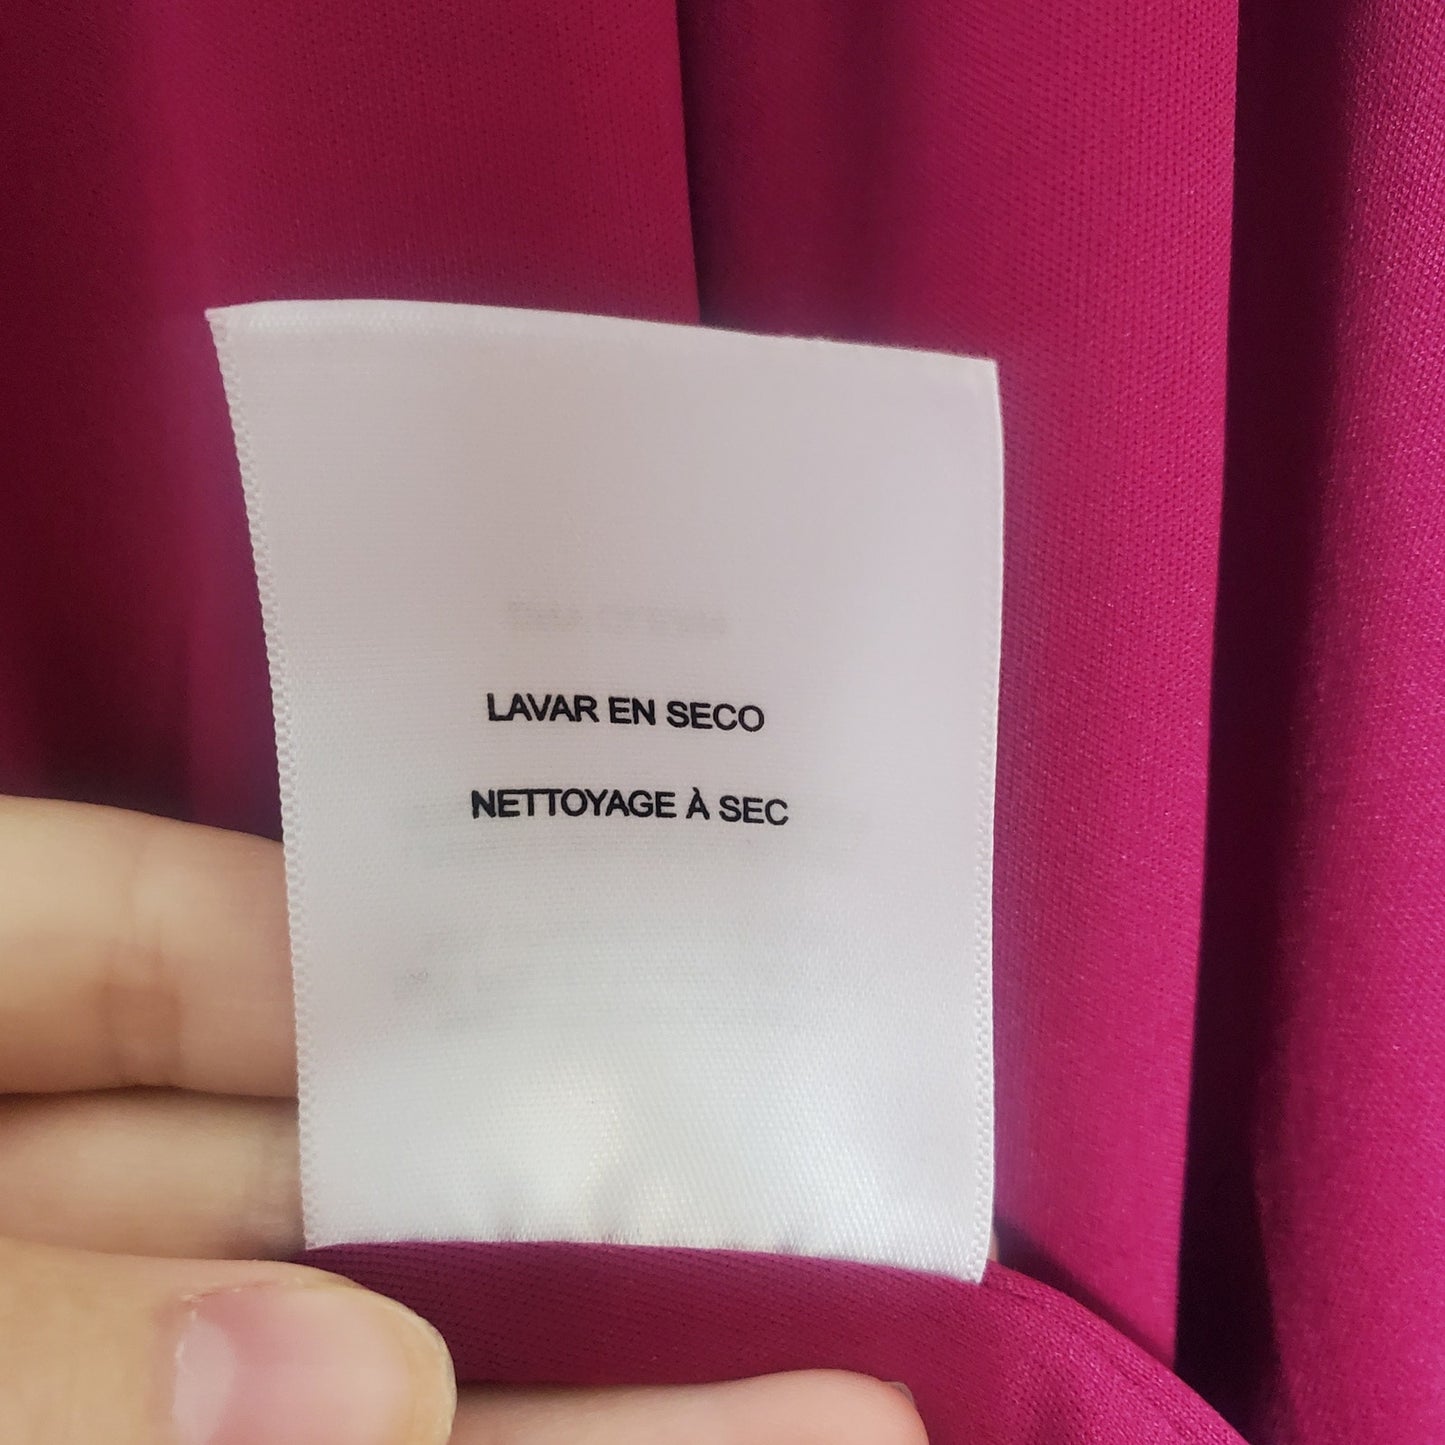 LAVAR EN SECO
NETTOYAGE À SEC